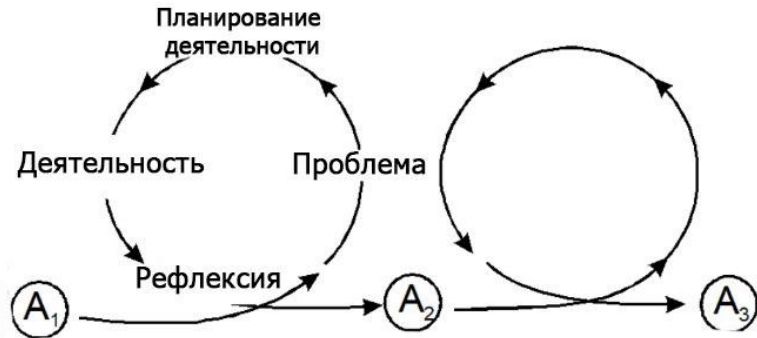 Планирование
деятельности
Деятельность
Проблема
Рефлексия
A₁
A₂
A₃